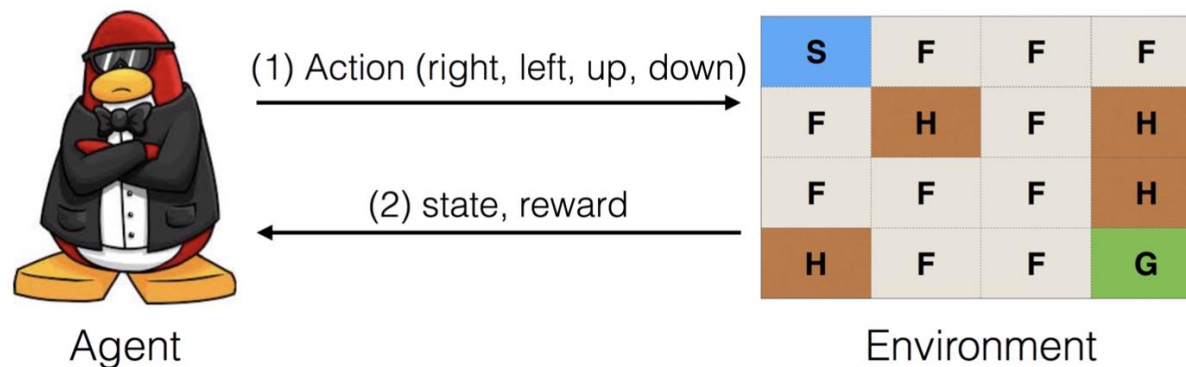 (1) Action (right, left, up, down)
(2) state, reward
Agent
S F F F
F H F H
F F F H
H F F G
Environment